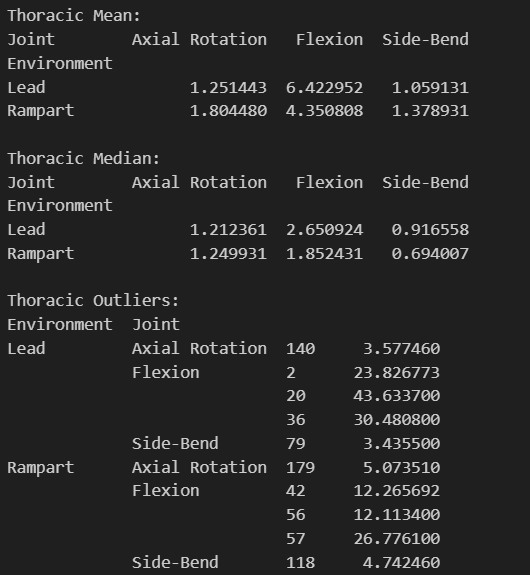 Thoracic Mean:
Joint Axial Rotation Flexion Side-Bend
Environment
Lead 1.251443 6.422952 1.059131
Rampart 1.804480 4.350808 1.378931
Thoracic Median:
Joint Axial Rotation Flexion Side-Bend
Environment
Lead 1.212361 2.650924 0.916558
Rampart 1.249931 1.852431 0.694007
Thoracic Outliers:
Environment Joint
Lead Axial Rotation 140 3.577460
Flexion 2 23.826773
20 43.633700
36 30.480800
Side-Bend 79 3.435500
Rampart Axial Rotation 179 5.073510
Flexion 42 12.265692
56 12.113400
57 26.776100
Side-Bend 118 4.742460